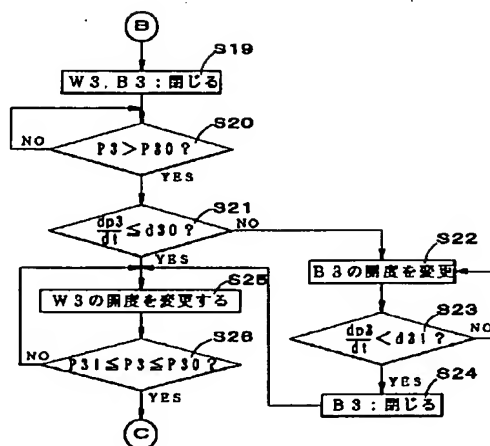 B
S19
W3, B3 : 閉じる
S20
P3 > P30 ?
NO
YES
S21
dp3/dt ≤ d30 ?
NO
YES
S22
B3の開度を変更
S25
W3の開度を変更する
S23
dp3/dt < d31 ?
NO
YES
S26
P31 ≤ P3 ≤ P30 ?
NO
YES
S24
B3 : 閉じる
C